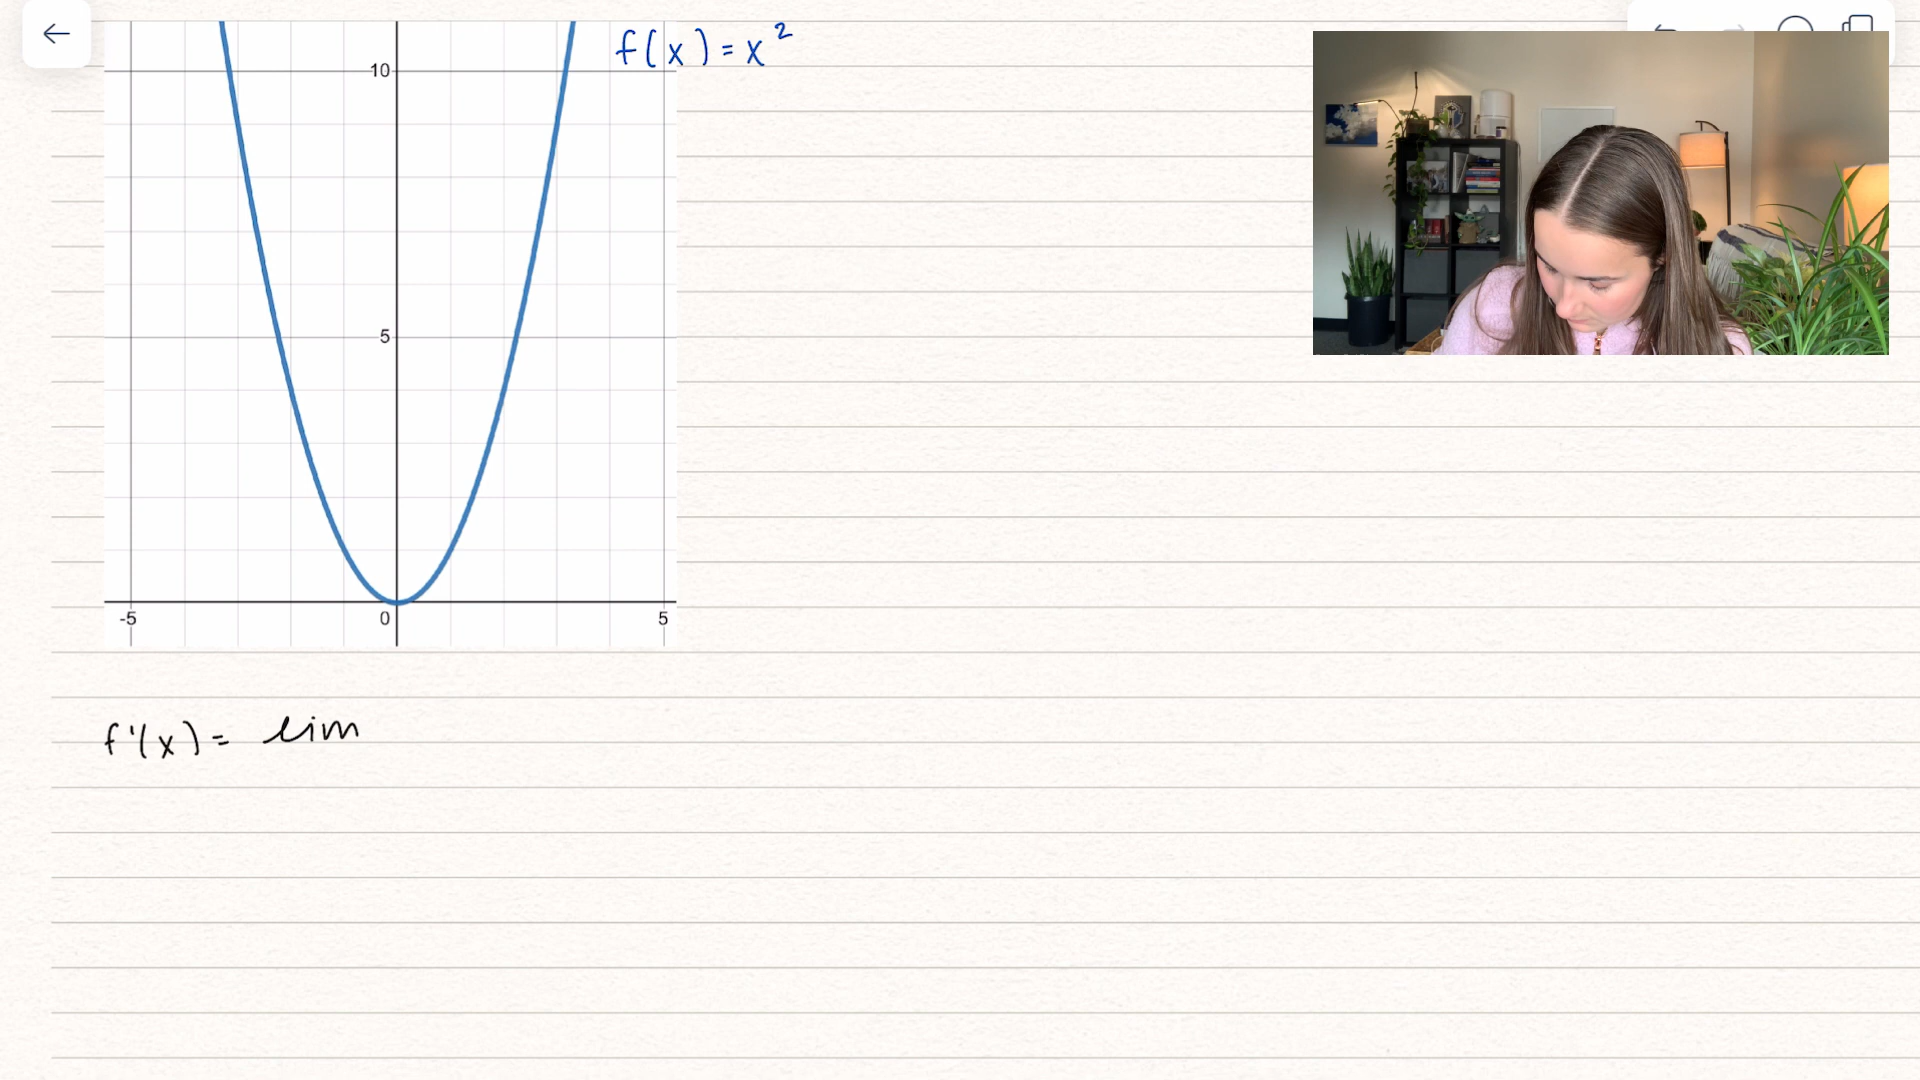 f(x) = x²
10
5
-5 0 5
f'(x) = lim